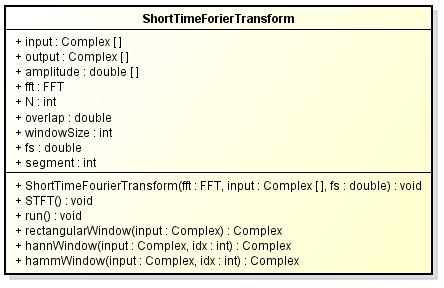 ShortTimeForierTransform
+ input : Complex [ ]
+ output : Complex [ ]
+ amplitude : double [ ]
+ fft : FFT
+ N : int
+ overlap : double
+ windowSize : int
+ fs : double
+ segment : int
+ ShortTimeFourierTransform(fft : FFT, input : Complex [ ], fs : double) : void
+ STFT() : void
+ run() : void
+ rectangularWindow(input : Complex) : Complex
+ hannWindow(input : Complex, idx : int) : Complex
+ hammWindow(input : Complex, idx : int) : Complex